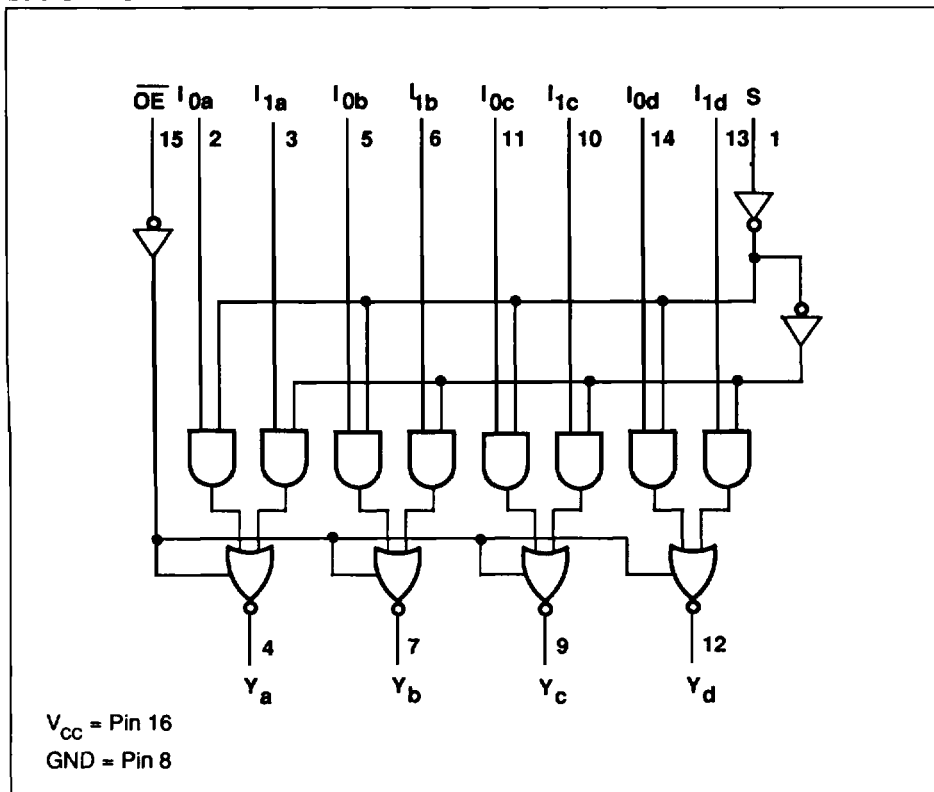 OE I0a I1a I0b I1b I0c I1c I0d I1d S
15 2 3 5 6 11 10 14 13 1
4 7 9 12
Ya Yb Yc Yd
VCC = Pin 16
GND = Pin 8